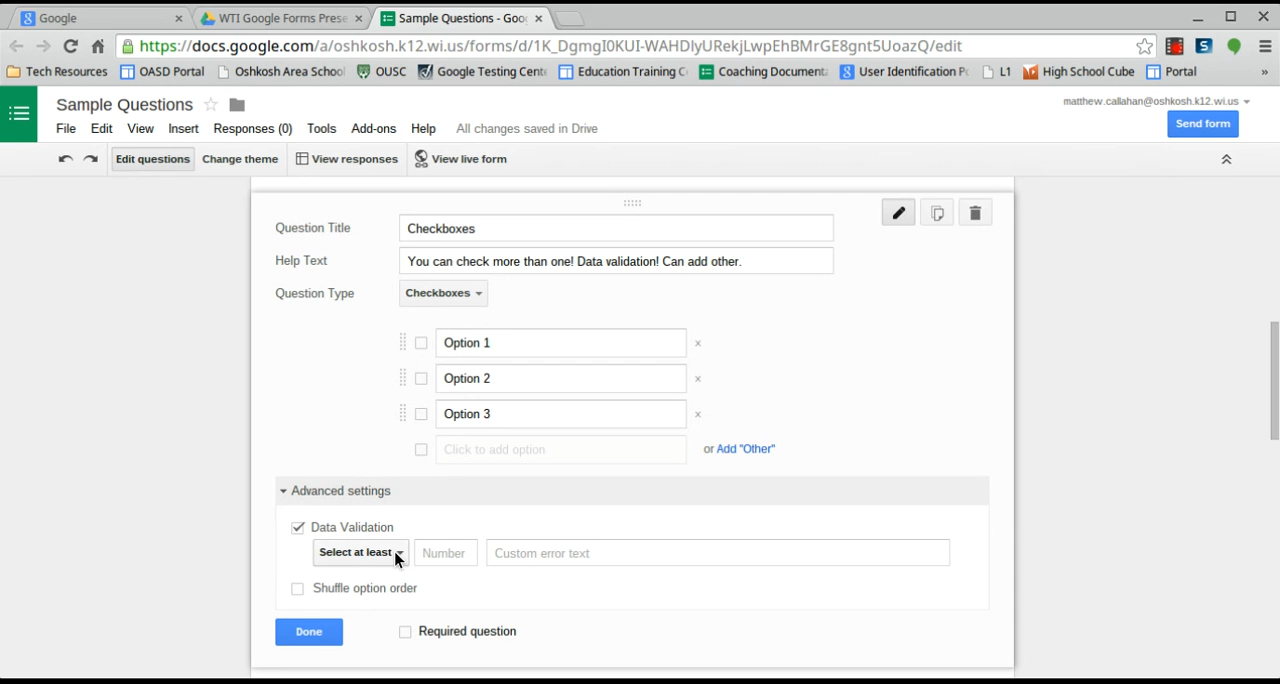 Google
WTI Google Forms Prese
Sample Questions - Goo
https://docs.google.com/a/oshkosh.k12.wi.us/forms/d/1K_DgmgI0KUI-WAHDlyURekjLwpEhBMrGE8gnt5UoazQ/edit
Tech Resources OASD Portal Oshkosh Area School OUSC Google Testing Cente Education Training C Coaching Documenta User Identification Po L1 High School Cube Portal »
Sample Questions
matthew.callahan@oshkosh.k12.wi.us
File Edit View Insert Responses (0) Tools Add-ons Help All changes saved in Drive
Send form
Edit questions Change theme View responses View live form
Question Title Checkboxes
Help Text You can check more than one! Data validation! Can add other.
Question Type Checkboxes
Option 1
Option 2
Option 3
Click to add option or Add "Other"
Advanced settings
Data Validation
Select at least Number Custom error text
Shuffle option order
Done Required question